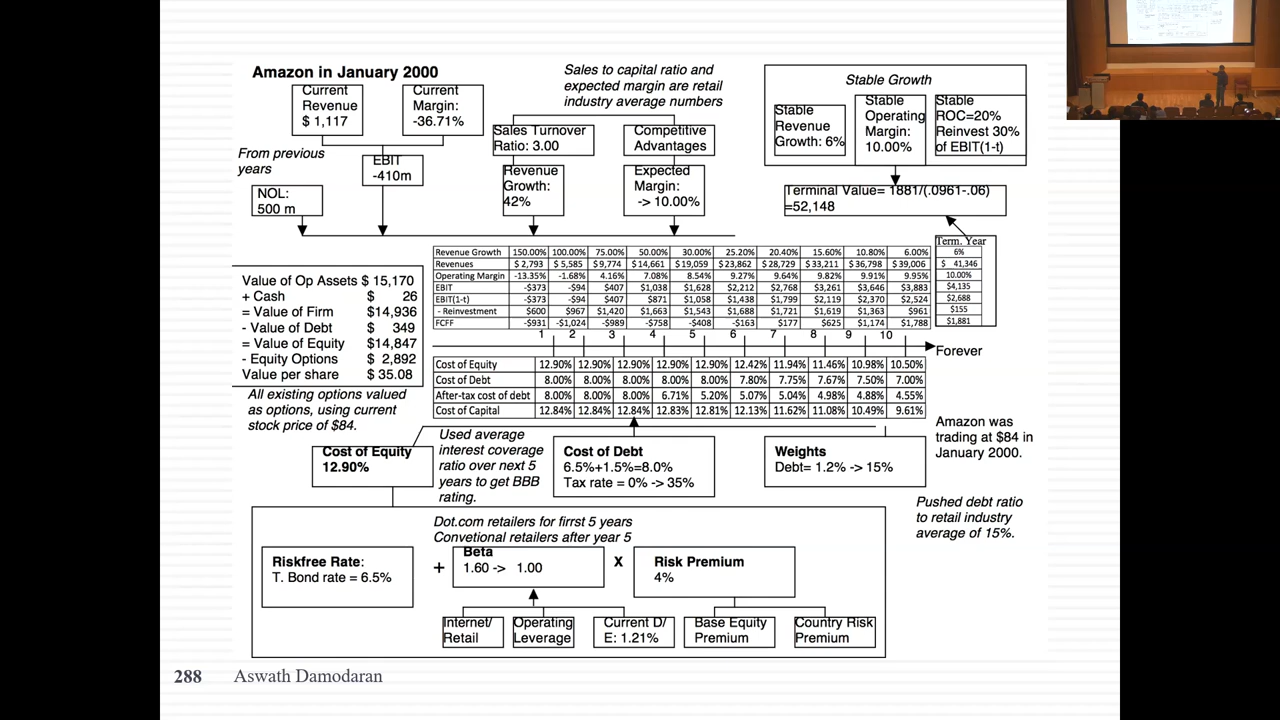 Amazon in January 2000
Current
Revenue
$ 1,117
Current
Margin:
-36.71%
From previous
years
NOL:
500 m
EBIT
-410m
Sales to capital ratio and
expected margin are retail
industry average numbers
Sales Turnover
Ratio: 3.00
Competitive
Advantages
Revenue
Growth:
42%
Expected
Margin:
-> 10.00%
Stable Growth
Stable
Revenue
Growth: 6%
Stable
Operating
Margin:
10.00%
Stable
ROC=20%
Reinvest 30%
of EBIT(1-t)
Terminal Value= 1881/(.0961-.06)
=52,148
Term. Year
6%
$ 41,346
10.00%
$4,135
$2,688
$155
$1,881
Revenue Growth 150.00% 100.00% 75.00% 50.00% 30.00% 25.20% 20.40% 15.60% 10.80% 6.00%
Revenues $ 2,793 $ 5,585 $ 9,774 $ 14,661 $ 19,059 $ 23,862 $ 28,729 $ 33,211 $ 36,798 $ 39,006
Operating Margin -13.35% -1.68% 4.16% 7.08% 8.54% 9.27% 9.64% 9.82% 9.91% 9.95%
EBIT -$373 -$94 $407 $1,038 $1,628 $2,212 $2,768 $3,261 $3,646 $3,883
EBIT(1-t) -$373 -$94 $407 $871 $1,058 $1,438 $1,799 $2,119 $2,370 $2,524
- Reinvestment $600 $967 $1,420 $1,663 $1,543 $1,688 $1,721 $1,619 $1,363 $961
FCFF -$931 -$1,024 -$989 -$758 -$408 -$163 $177 $625 $1,174 $1,788
1 2 3 4 5 6 7 8 9 10
Forever
Cost of Equity 12.90% 12.90% 12.90% 12.90% 12.90% 12.42% 11.94% 11.46% 10.98% 10.50%
Cost of Debt 8.00% 8.00% 8.00% 8.00% 8.00% 7.80% 7.75% 7.67% 7.50% 7.00%
After-tax cost of debt 8.00% 8.00% 8.00% 6.71% 5.20% 5.07% 5.04% 4.98% 4.88% 4.55%
Cost of Capital 12.84% 12.84% 12.84% 12.83% 12.81% 12.13% 11.62% 11.08% 10.49% 9.61%
Value of Op Assets $ 15,170
+ Cash $ 26
= Value of Firm $14,936
- Value of Debt $ 349
= Value of Equity $14,847
- Equity Options $ 2,892
Value per share $ 35.08
All existing options valued
as options, using current
stock price of $84.
Cost of Equity
12.90%
Used average
interest coverage
ratio over next 5
years to get BBB
rating.
Cost of Debt
6.5%+1.5%=8.0%
Tax rate = 0% -> 35%
Weights
Debt= 1.2% -> 15%
Amazon was
trading at $84 in
January 2000.
Pushed debt ratio
to retail industry
average of 15%.
Dot.com retailers for firrst 5 years
Convetional retailers after year 5
Riskfree Rate:
T. Bond rate = 6.5%
+
Beta
1.60 -> 1.00
X
Risk Premium
4%
Internet/
Retail
Operating
Leverage
Current D/
E: 1.21%
Base Equity
Premium
Country Risk
Premium
288 Aswath Damodaran